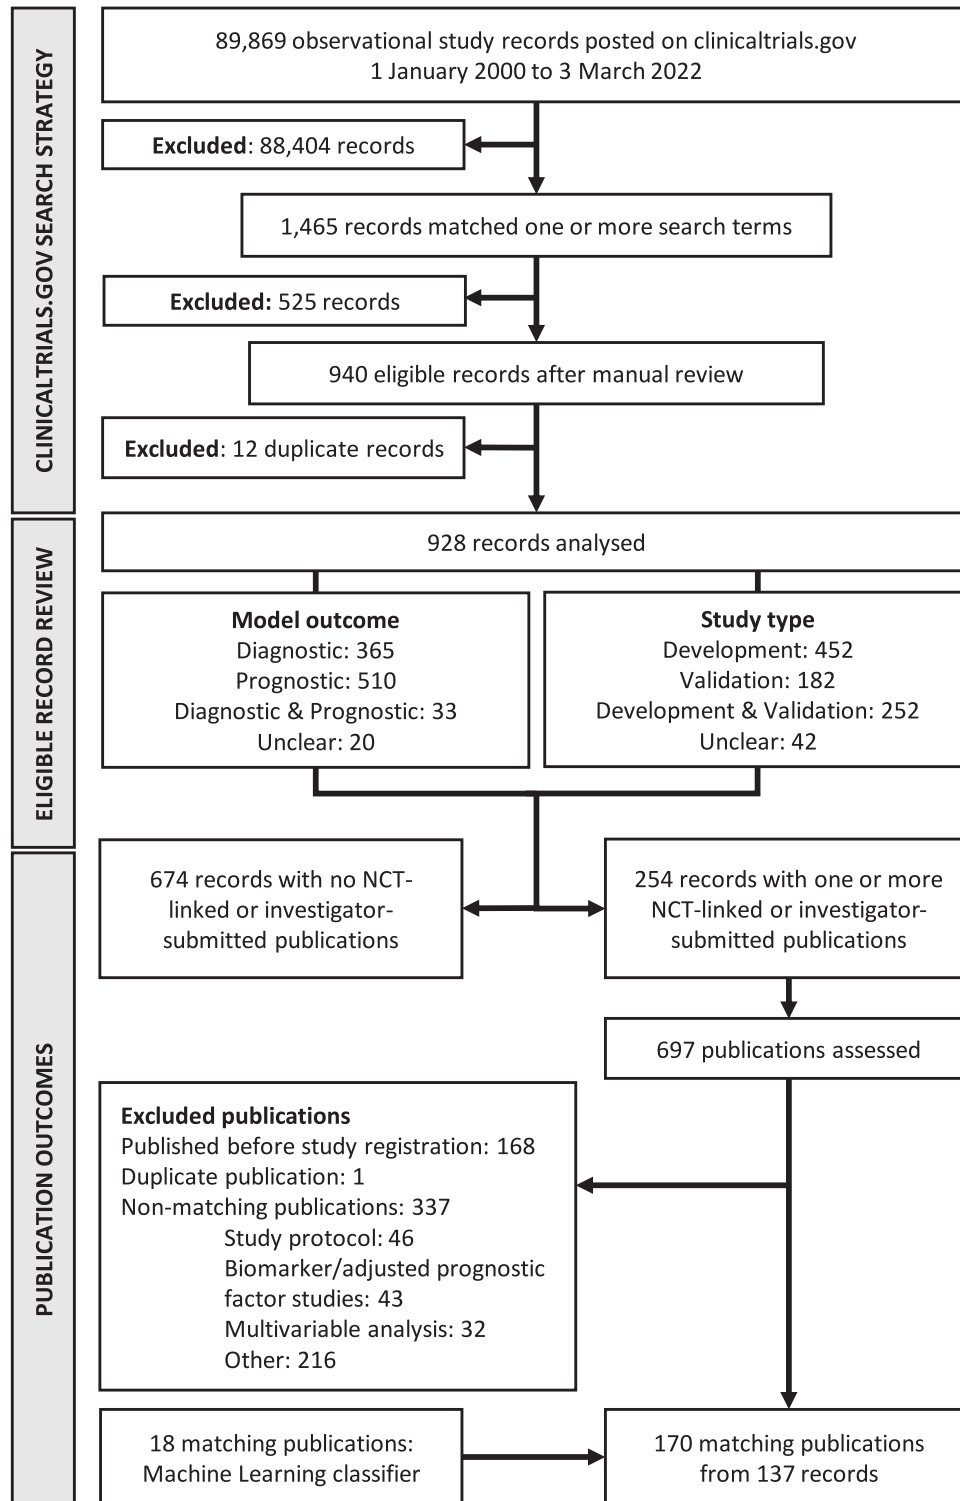 CLINICALTRIALS.GOV SEARCH STRATEGY
89,869 observational study records posted on clinicaltrials.gov
1 January 2000 to 3 March 2022
Excluded: 88,404 records
1,465 records matched one or more search terms
Excluded: 525 records
940 eligible records after manual review
Excluded: 12 duplicate records
ELIGIBLE RECORD REVIEW
928 records analysed
Model outcome
Diagnostic: 365
Prognostic: 510
Diagnostic & Prognostic: 33
Unclear: 20
Study type
Development: 452
Validation: 182
Development & Validation: 252
Unclear: 42
PUBLICATION OUTCOMES
674 records with no NCT-
linked or investigator-
submitted publications
254 records with one or more
NCT-linked or investigator-
submitted publications
697 publications assessed
Excluded publications
Published before study registration: 168
Duplicate publication: 1
Non-matching publications: 337
Study protocol: 46
Biomarker/adjusted prognostic
factor studies: 43
Multivariable analysis: 32
Other: 216
18 matching publications:
Machine Learning classifier
170 matching publications
from 137 records